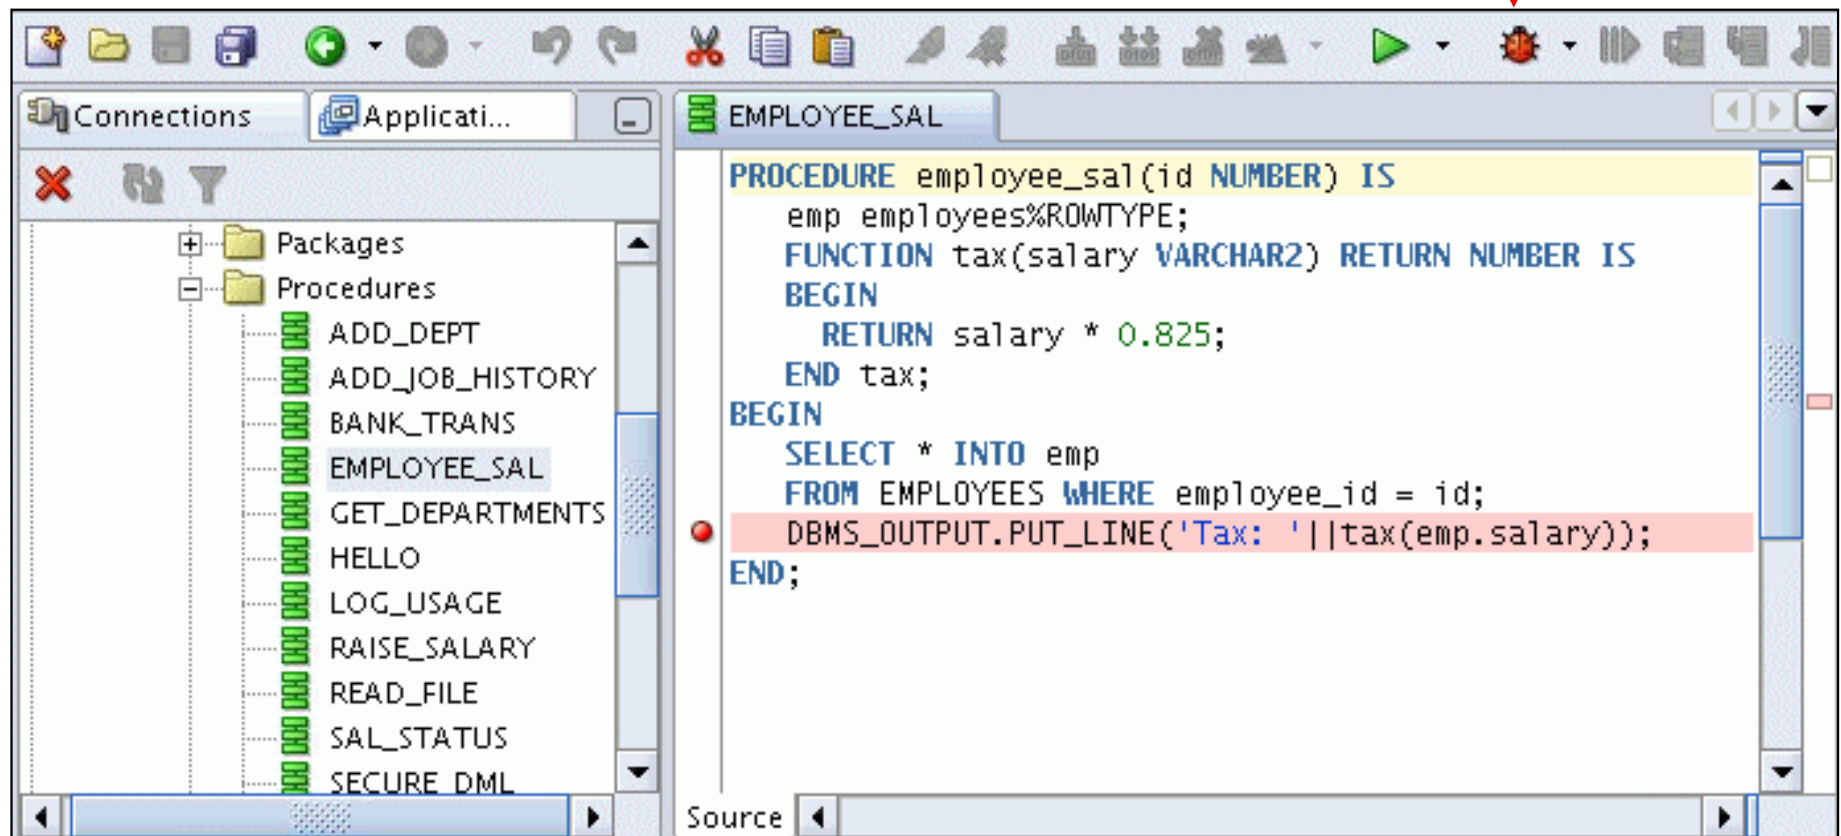 Connections
Applicati...
EMPLOYEE_SAL
Packages
Procedures
ADD_DEPT
ADD_JOB_HISTORY
BANK_TRANS
EMPLOYEE_SAL
GET_DEPARTMENTS
HELLO
LOG_USAGE
RAISE_SALARY
READ_FILE
SAL_STATUS
SECURE_DML
PROCEDURE employee_sal(id NUMBER) IS
emp employees%ROWTYPE;
FUNCTION tax(salary VARCHAR2) RETURN NUMBER IS
BEGIN
RETURN salary * 0.825;
END tax;
BEGIN
SELECT * INTO emp
FROM EMPLOYEES WHERE employee_id = id;
DBMS_OUTPUT.PUT_LINE('Tax: '||tax(emp.salary));
END;
Source